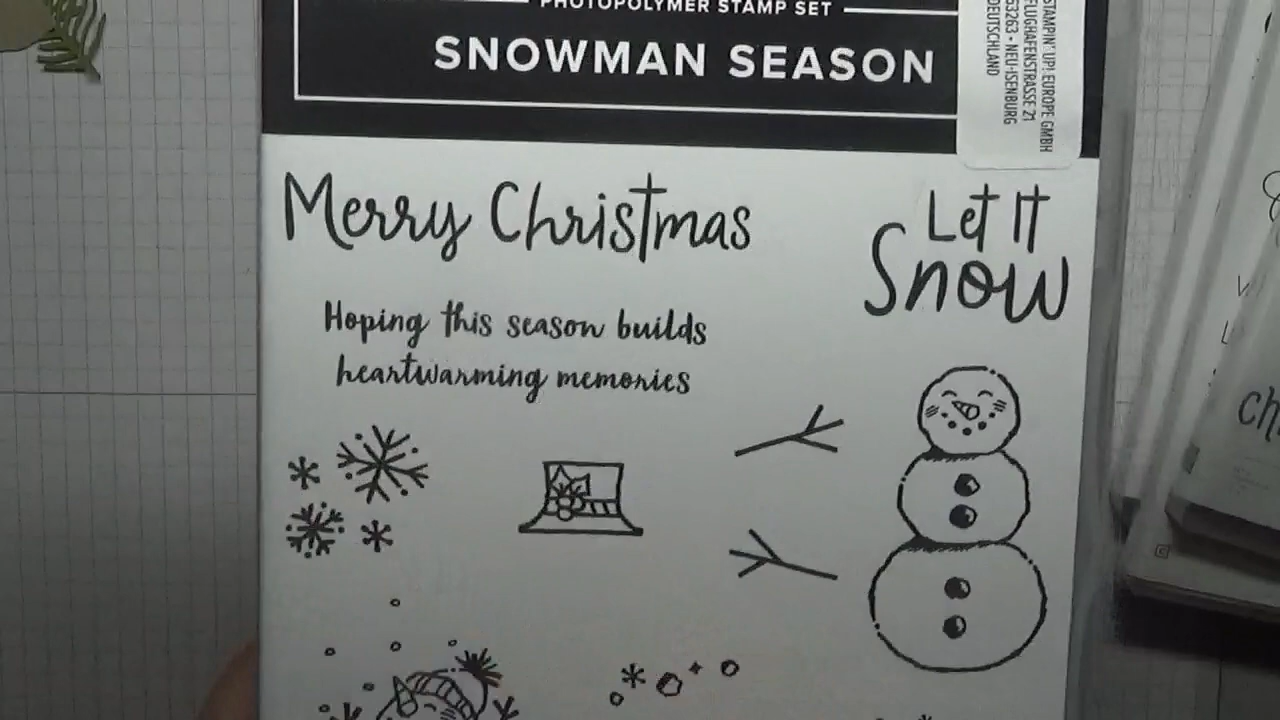 PHOTOPOLYMER STAMP SET
SNOWMAN SEASON
STAMPIN' UP! EUROPE GMBH
FLUGHAFENSTRASSE 21
63263 - NEU-ISENBURG
DEUTSCHLAND
Merry Christmas
Let It
Snow
Hoping this season builds
heartwarming memories